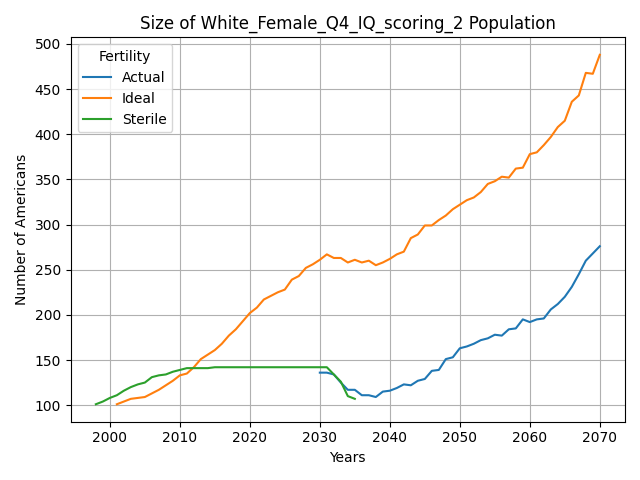 Size of White_Female_Q4_IQ_scoring_2 Population
Fertility
Actual
Ideal
Sterile
Number of Americans
500
450
400
350
300
250
200
150
100
2000 2010 2020 2030 2040 2050 2060 2070
Years